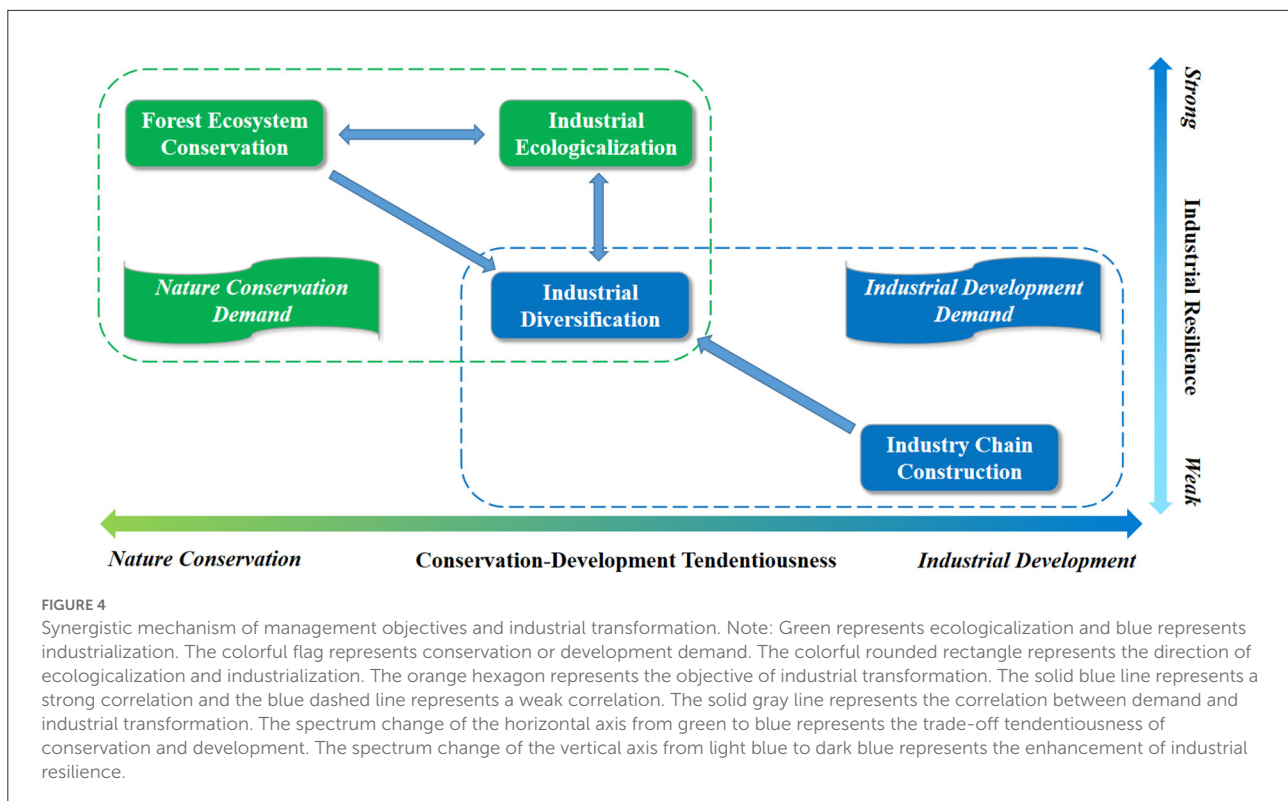 Forest Ecosystem
Conservation
Industrial
Ecologicalization
Nature Conservation
Demand
Industrial
Diversification
Industrial Development
Demand
Industry Chain
Construction
Strong
Industrial Resilience
Weak
Nature Conservation
Conservation-Development Tendentiousness
Industrial Development
FIGURE 4
Synergistic mechanism of management objectives and industrial transformation. Note: Green represents ecologicalization and blue represents
industrialization. The colorful flag represents conservation or development demand. The colorful rounded rectangle represents the direction of
ecologicalization and industrialization. The orange hexagon represents the objective of industrial transformation. The solid blue line represents a
strong correlation and the blue dashed line represents a weak correlation. The solid gray line represents the correlation between demand and
industrial transformation. The spectrum change of the horizontal axis from green to blue represents the trade-off tendentiousness of
conservation and development. The spectrum change of the vertical axis from light blue to dark blue represents the enhancement of industrial
resilience.